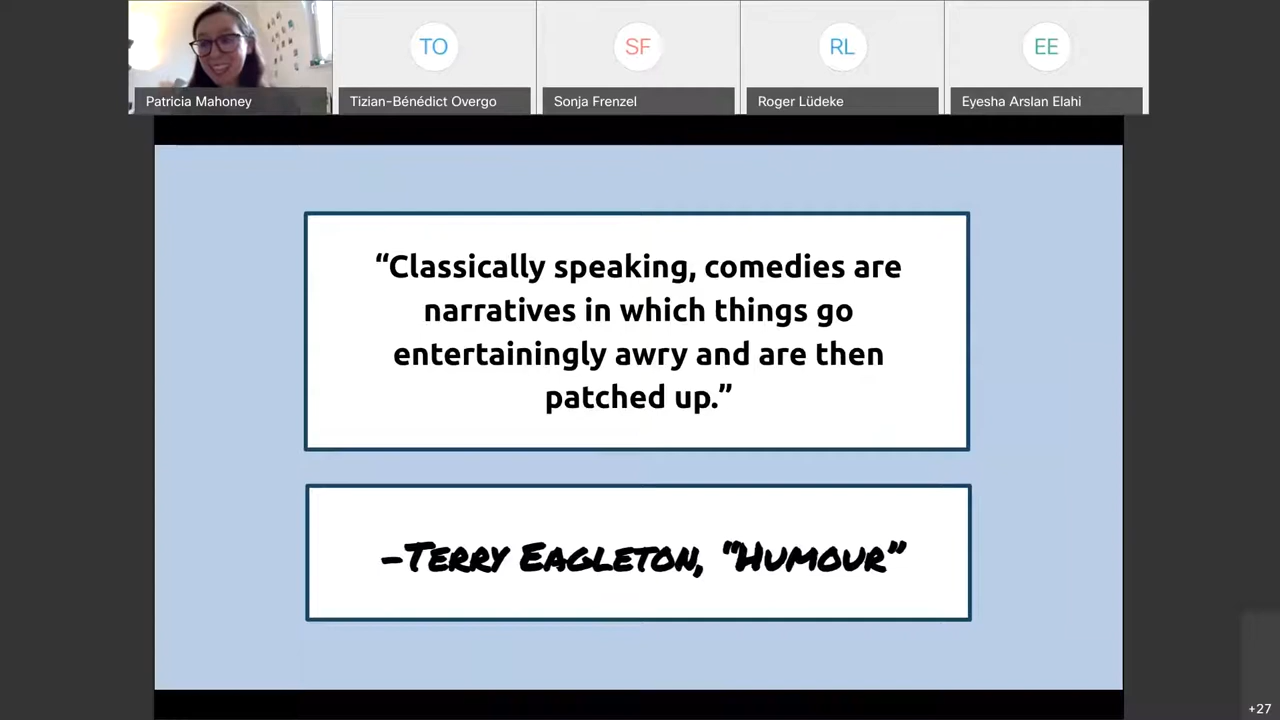 TO
SF
RL
EE
Patricia Mahoney
Tizian-Bénédict Overgo
Sonja Frenzel
Roger Lüdeke
Eyesha Arslan Elahi
“Classically speaking, comedies are
narratives in which things go
entertainingly awry and are then
patched up.”
–Terry Eagleton, “Humour”
+27